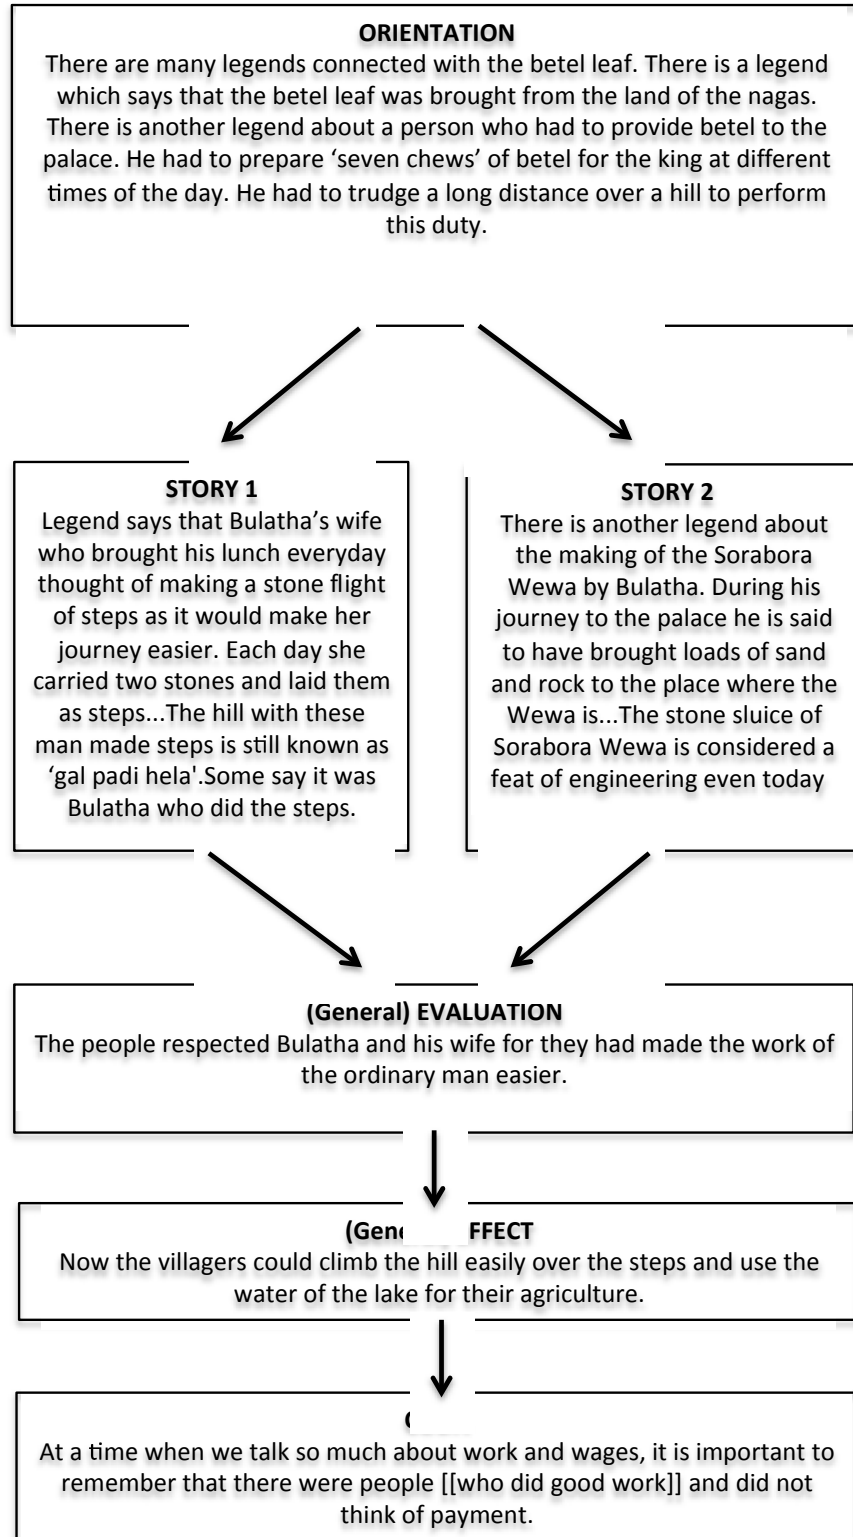 ORIENTATION
There are many legends connected with the betel leaf. There is a legend
which says that the betel leaf was brought from the land of the nagas.
There is another legend about a person who had to provide betel to the
palace. He had to prepare ‘seven chews’ of betel for the king at different
times of the day. He had to trudge a long distance over a hill to perform
this duty.
STORY 1
Legend says that Bulatha’s wife
who brought his lunch everyday
thought of making a stone flight
of steps as it would make her
journey easier. Each day she
carried two stones and laid them
as steps...The hill with these
man made steps is still known as
‘gal padi hela'.Some say it was
Bulatha who did the steps.
STORY 2
There is another legend about
the making of the Sorabora
Wewa by Bulatha. During his
journey to the palace he is said
to have brought loads of sand
and rock to the place where the
Wewa is...The stone sluice of
Sorabora Wewa is considered a
feat of engineering even today
(General) EVALUATION
The people respected Bulatha and his wife for they had made the work of
the ordinary man easier.
(Gene FFECT
Now the villagers could climb the hill easily over the steps and use the
water of the lake for their agriculture.
At a time when we talk so much about work and wages, it is important to
remember that there were people [[who did good work]] and did not
think of payment.